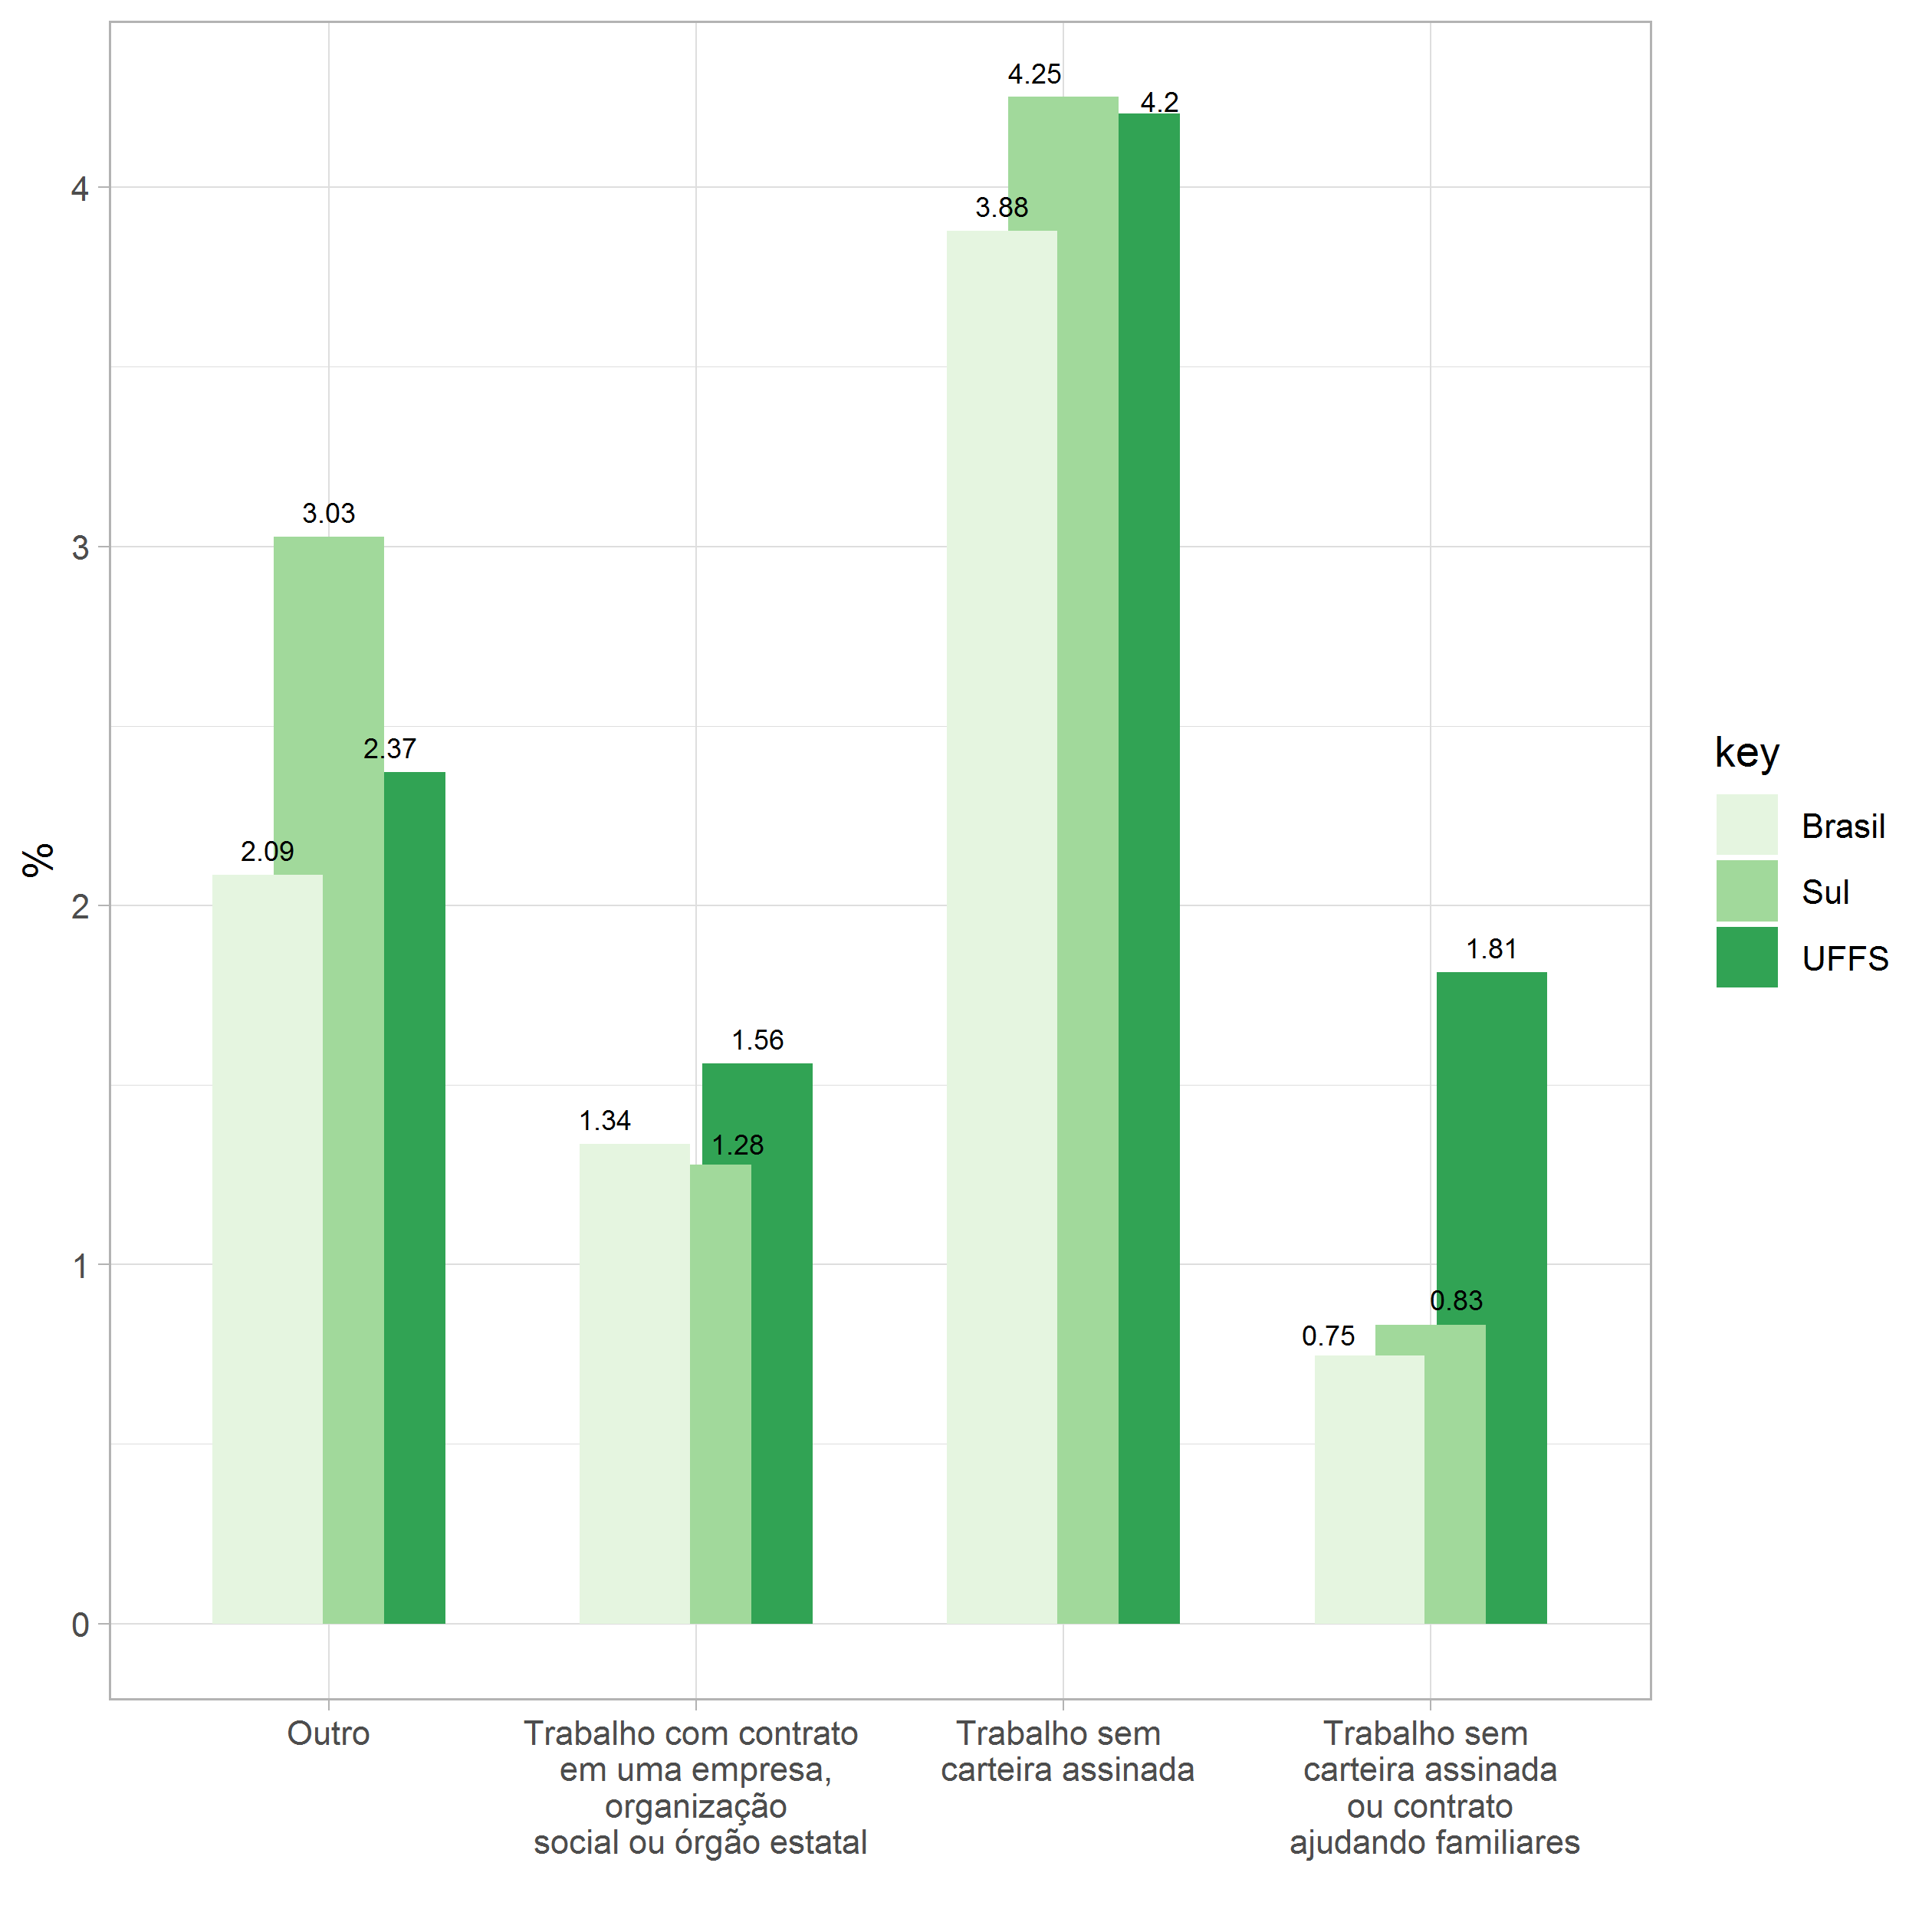 4.25
4.2
4
3.88
3
3.03
2.37
2.09
2
1.81
1.56
1.34
1.28
1
0.83
0.75
0
%
Outro
Trabalho com contrato
em uma empresa,
organização
social ou órgão estatal
Trabalho sem
carteira assinada
Trabalho sem
carteira assinada
ou contrato
ajudando familiares
key
Brasil
Sul
UFFS